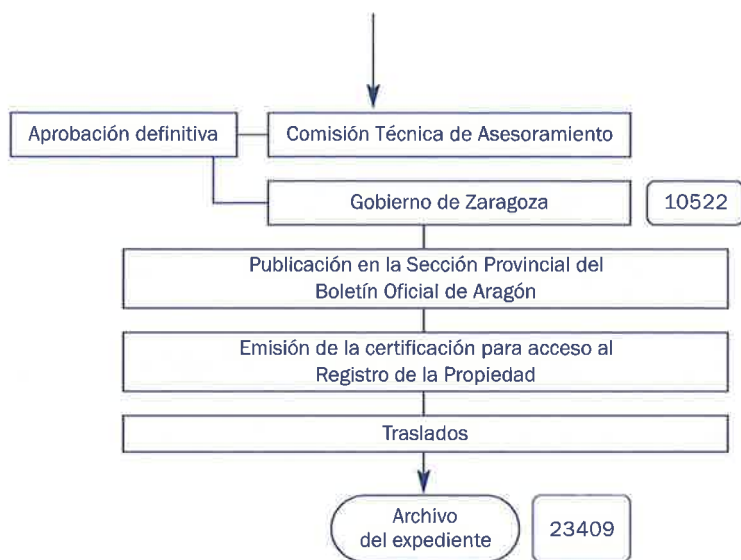 Aprobación definitiva
Comisión Técnica de Asesoramiento
Gobierno de Zaragoza
10522
Publicación en la Sección Provincial del
Boletín Oficial de Aragón
Emisión de la certificación para acceso al
Registro de la Propiedad
Traslados
Archivo
del expediente
23409